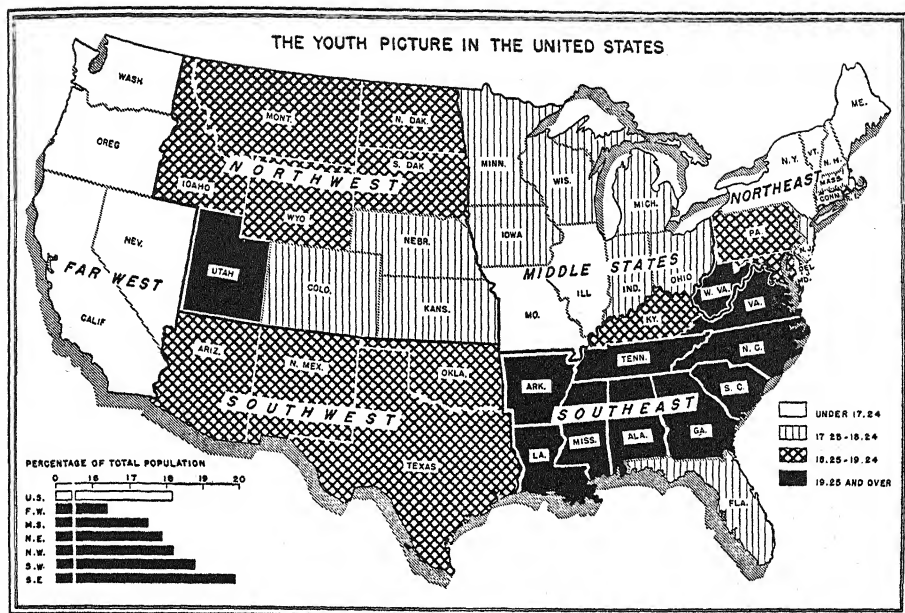 THE YOUTH PICTURE IN THE UNITED STATES
WASH
OREG
CALIF
NEV.
FAR WEST
MONT.
IDAHO
WYO
N. DAK.
S. DAK
NORTHWEST
UTAH
COLO.
NEBR.
KANS.
MINN.
IOWA
WIS.
MICH.
MO.
ILL
IND.
OHIO
MIDDLE STATES
ME.
N.Y.
VT.
N.H.
MASS
CONN.
NORTHEAST
PA.
N.J.
DEL
MD.
W. VA.
VA.
KY.
ARIZ.
N. MEX.
OKLA.
TEXAS
SOUTHWEST
ARK.
LA.
TENN.
N. C.
S. C.
MISS.
ALA.
GA.
FLA.
SOUTHEAST
UNDER 17.24
17 25-18.24
18.25-19.24
19.25 AND OVER
PERCENTAGE OF TOTAL POPULATION
0 16 17 18 19 20
U.S.
F.W.
M.S.
N.E.
N.W.
S.W.
S.E